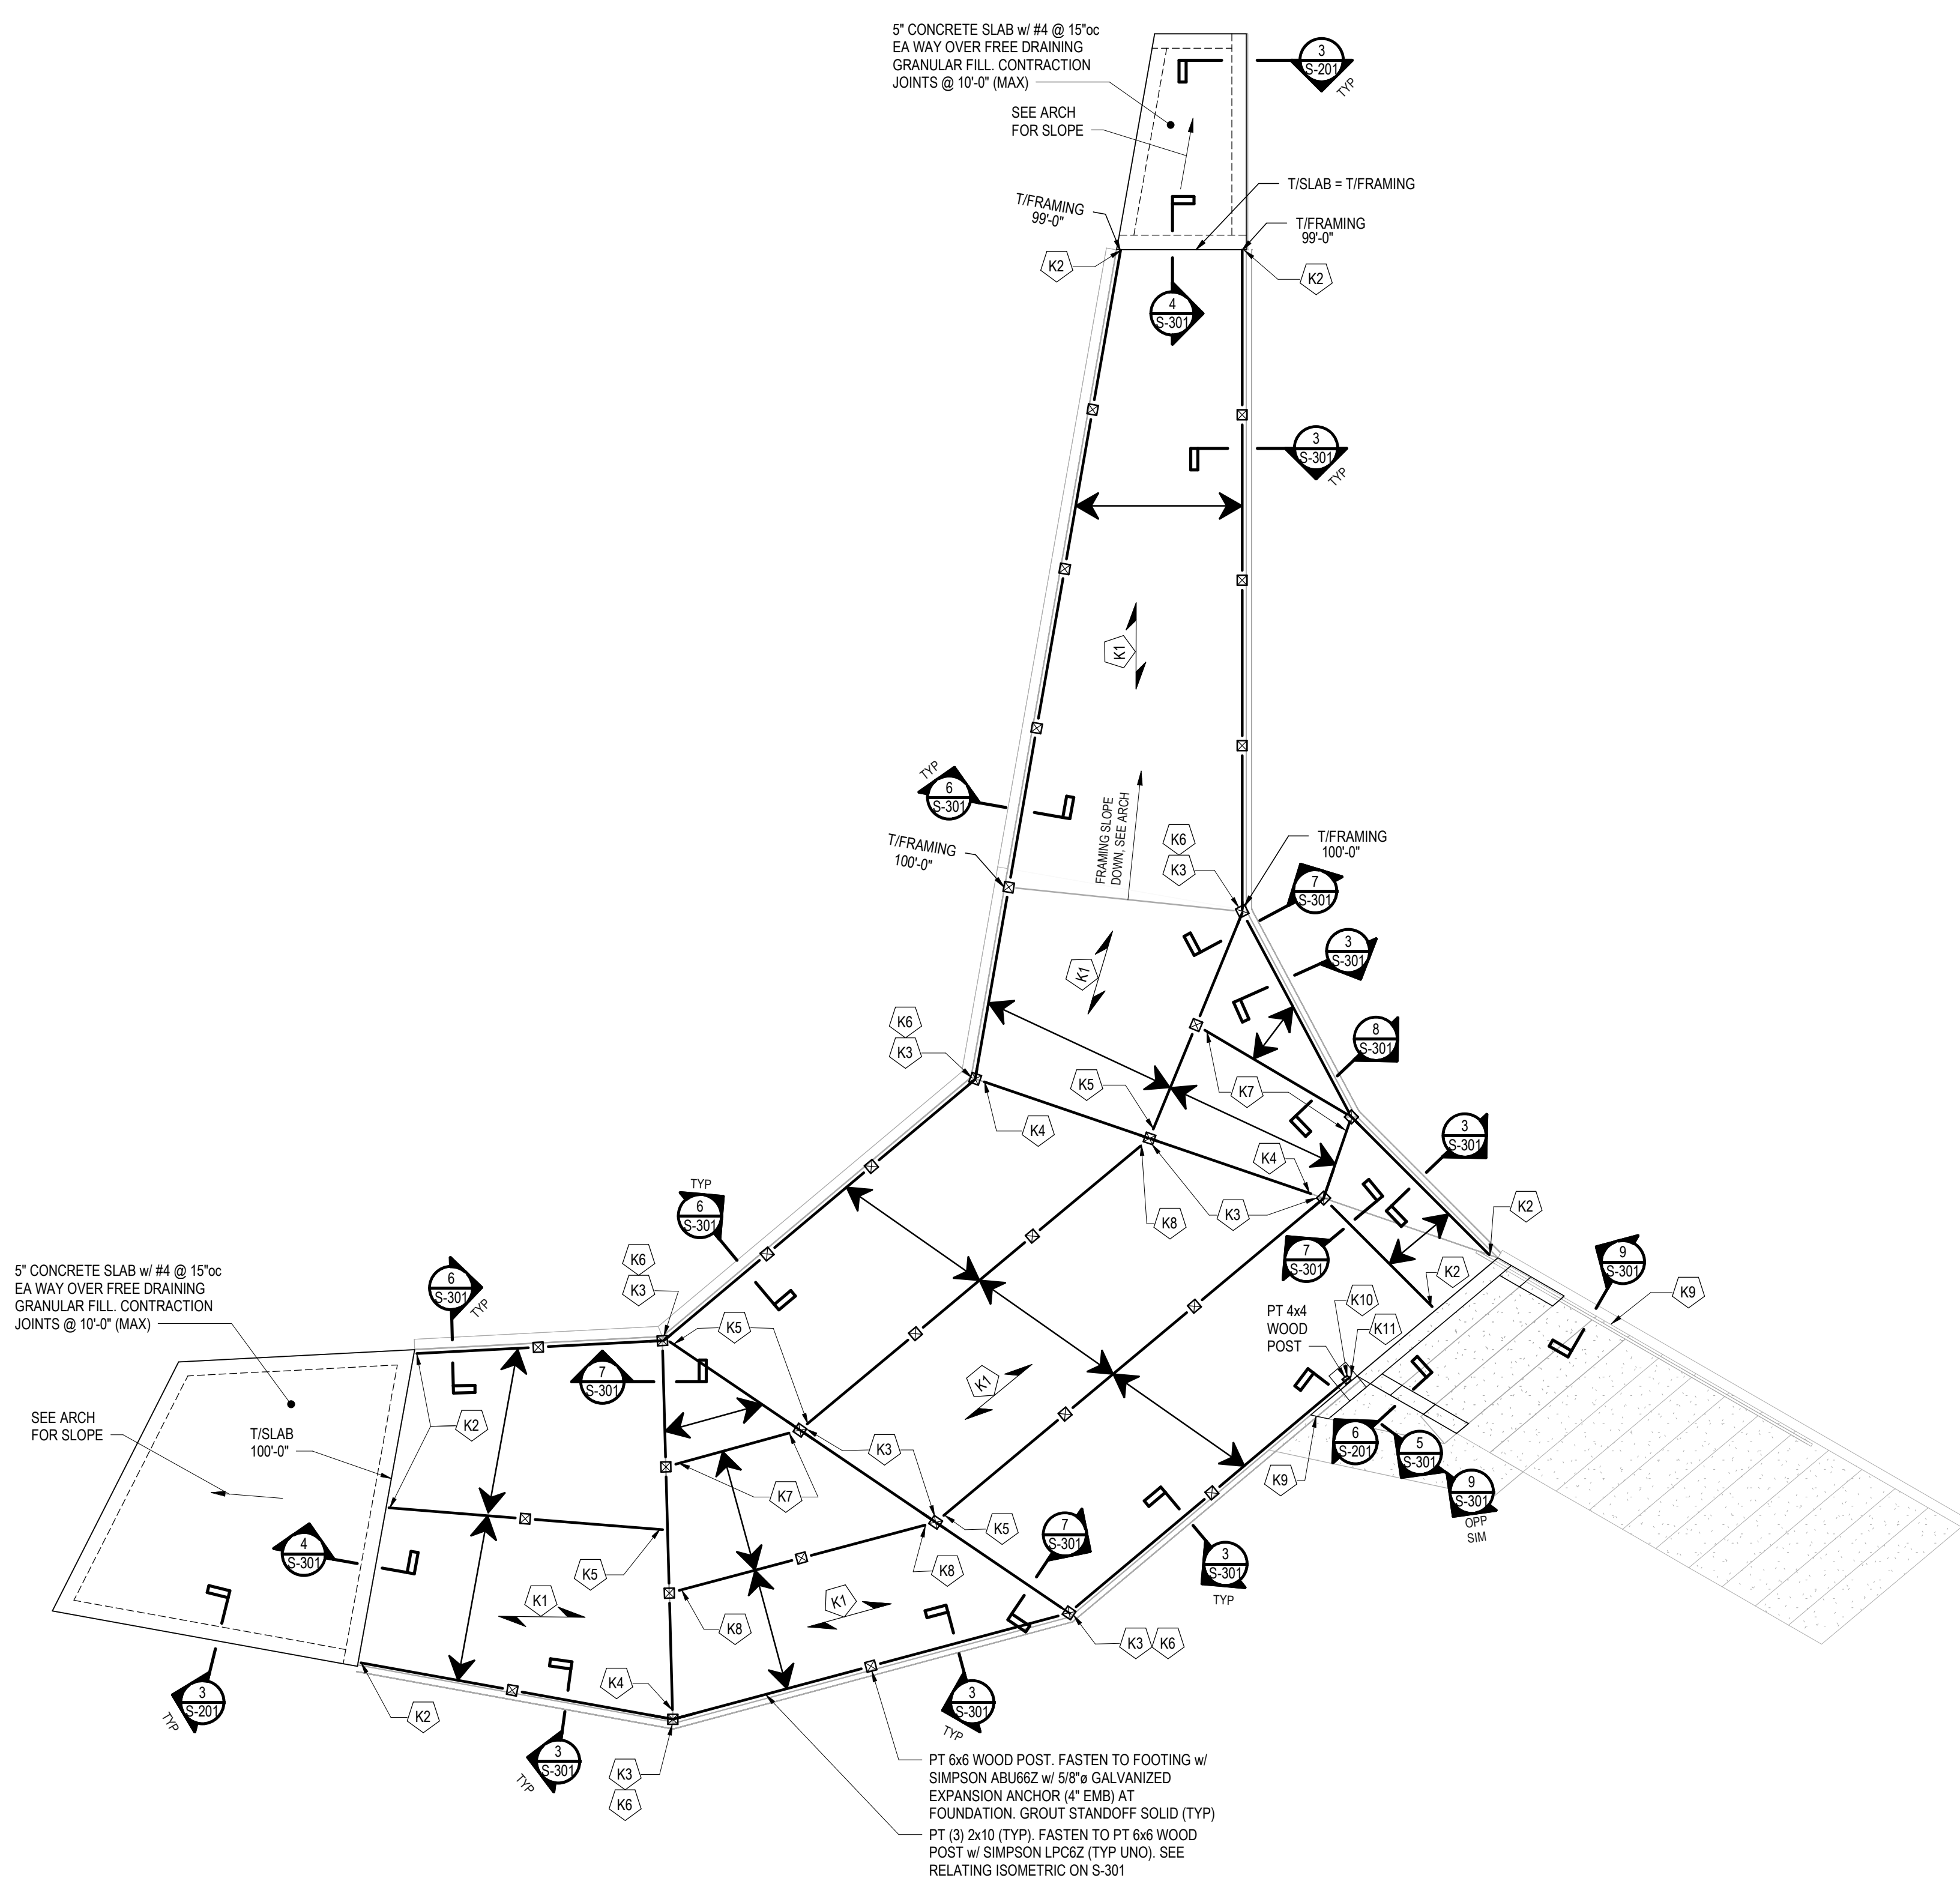 5" CONCRETE SLAB w/ #4 @ 15"oc
EA WAY OVER FREE DRAINING
GRANULAR FILL. CONTRACTION
JOINTS @ 10'-0" (MAX)
3
S-201
TYP
SEE ARCH
FOR SLOPE
T/SLAB = T/FRAMING
T/FRAMING
99'-0"
T/FRAMING
99'-0"
K2
K2
4
S-301
3
S-301
TYP
K1
TYP
6
S-301
FRAMING SLOPE
DOWN, SEE ARCH
T/FRAMING
100'-0"
K6
K3
T/FRAMING
100'-0"
7
S-301
3
S-301
K1
K6
K3
8
S-301
K5
K7
K4
3
S-301
K4
TYP
6
S-301
K8
K3
K2
7
S-301
K2
9
S-301
K9
5" CONCRETE SLAB w/ #4 @ 15"oc
EA WAY OVER FREE DRAINING
GRANULAR FILL. CONTRACTION
JOINTS @ 10'-0" (MAX)
6
S-301
TYP
K6
K3
K5
PT 4x4
WOOD
POST
K10
K11
7
S-301
K1
SEE ARCH
FOR SLOPE
T/SLAB
100'-0"
K2
K3
K7
K9
6
S-201
5
S-301
9
S-301
OPP
SIM
4
S-301
K5
K5
7
S-301
K8
3
S-301
TYP
K1
K1
K8
K3
K6
3
S-201
TYP
K2
K4
3
S-301
TYP
3
S-301
TYP
K3
K6
PT 6x6 WOOD POST. FASTEN TO FOOTING w/
SIMPSON ABU66Z w/ 5/8"ø GALVANIZED
EXPANSION ANCHOR (4" EMB) AT
FOUNDATION. GROUT STANDOFF SOLID (TYP)
PT (3) 2x10 (TYP). FASTEN TO PT 6x6 WOOD
POST w/ SIMPSON LPC6Z (TYP UNO). SEE
RELATING ISOMETRIC ON S-301